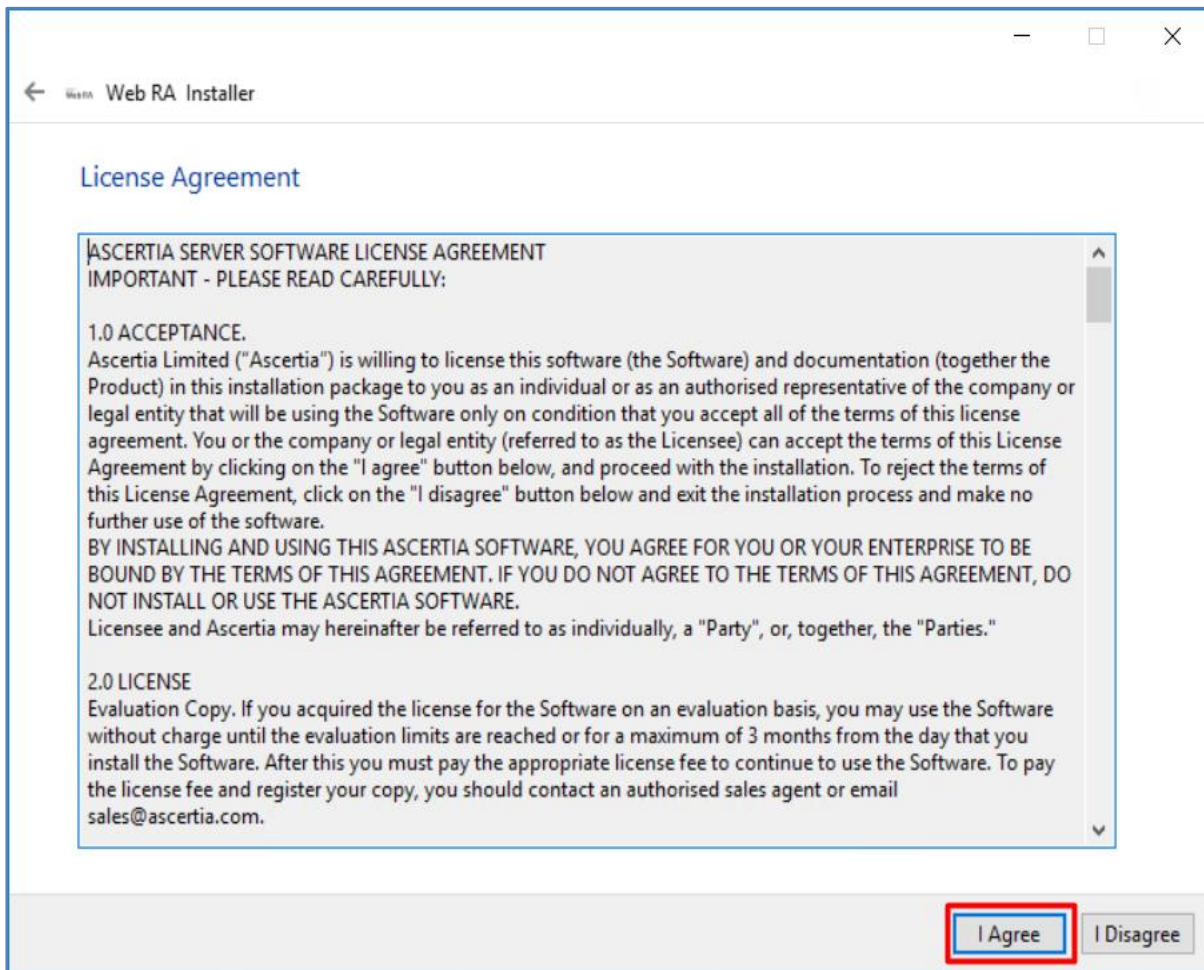 Web RA Installer
License Agreement
ASCERTIA SERVER SOFTWARE LICENSE AGREEMENT
IMPORTANT - PLEASE READ CAREFULLY:
1.0 ACCEPTANCE.
Ascertia Limited ("Ascertia") is willing to license this software (the Software) and documentation (together the
Product) in this installation package to you as an individual or as an authorised representative of the company or
legal entity that will be using the Software only on condition that you accept all of the terms of this license
agreement. You or the company or legal entity (referred to as the Licensee) can accept the terms of this License
Agreement by clicking on the "I agree" button below, and proceed with the installation. To reject the terms of
this License Agreement, click on the "I disagree" button below and exit the installation process and make no
further use of the software.
BY INSTALLING AND USING THIS ASCERTIA SOFTWARE, YOU AGREE FOR YOU OR YOUR ENTERPRISE TO BE
BOUND BY THE TERMS OF THIS AGREEMENT. IF YOU DO NOT AGREE TO THE TERMS OF THIS AGREEMENT, DO
NOT INSTALL OR USE THE ASCERTIA SOFTWARE.
Licensee and Ascertia may hereinafter be referred to as individually, a "Party", or, together, the "Parties."
2.0 LICENSE
Evaluation Copy. If you acquired the license for the Software on an evaluation basis, you may use the Software
without charge until the evaluation limits are reached or for a maximum of 3 months from the day that you
install the Software. After this you must pay the appropriate license fee to continue to use the Software. To pay
the license fee and register your copy, you should contact an authorised sales agent or email
sales@ascertia.com.
I Agree
I Disagree